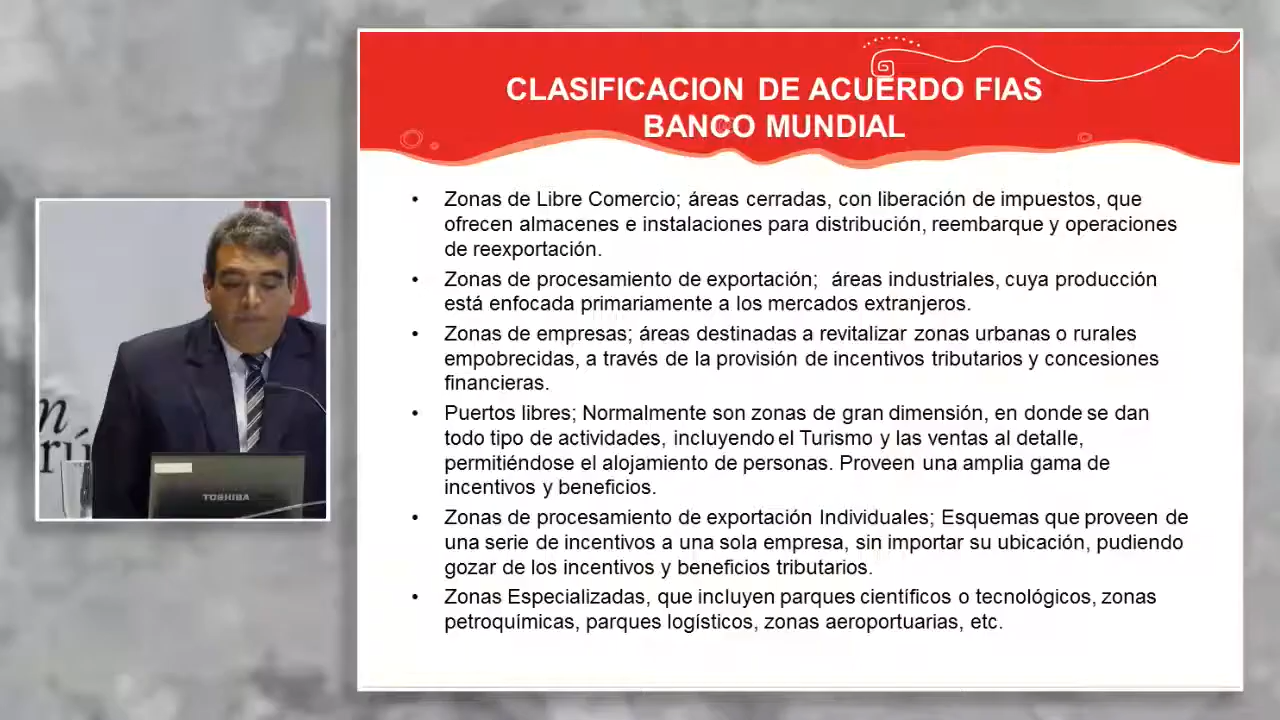 CLASIFICACION DE ACUERDO FIAS
BANCO MUNDIAL
• Zonas de Libre Comercio; áreas cerradas, con liberación de impuestos, que
ofrecen almacenes e instalaciones para distribución, reembarque y operaciones
de reexportación.
• Zonas de procesamiento de exportación; áreas industriales, cuya producción
está enfocada primariamente a los mercados extranjeros.
• Zonas de empresas; áreas destinadas a revitalizar zonas urbanas o rurales
empobrecidas, a través de la provisión de incentivos tributarios y concesiones
financieras.
• Puertos libres; Normalmente son zonas de gran dimensión, en donde se dan
todo tipo de actividades, incluyendo el Turismo y las ventas al detalle,
permitiéndose el alojamiento de personas. Proveen una amplia gama de
incentivos y beneficios.
• Zonas de procesamiento de exportación Individuales; Esquemas que proveen de
una serie de incentivos a una sola empresa, sin importar su ubicación, pudiendo
gozar de los incentivos y beneficios tributarios.
• Zonas Especializadas, que incluyen parques científicos o tecnológicos, zonas
petroquímicas, parques logísticos, zonas aeroportuarias, etc.
TOSHIBA